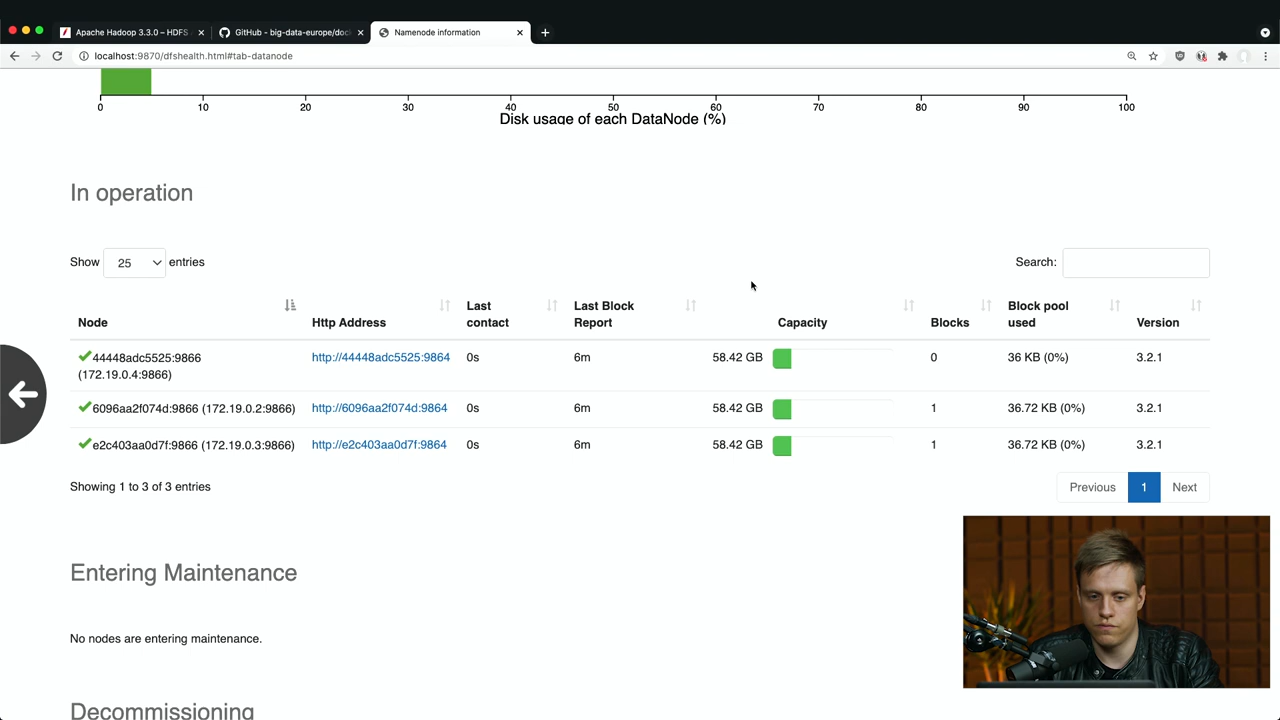 Apache Hadoop 3.3.0 – HDFS
GitHub - big-data-europe/dock
Namenode information
localhost:9870/dfshealth.html#tab-datanode
0 10 20 30 40 50 60 70 80 90 100
Disk usage of each DataNode (%)
In operation
Show 25 entries
Search:
Node Http Address Last contact Last Block Report Capacity Blocks Block pool used Version
44448adc5525:9866 (172.19.0.4:9866) http://44448adc5525:9864 0s 6m 58.42 GB 0 36 KB (0%) 3.2.1
6096aa2f074d:9866 (172.19.0.2:9866) http://6096aa2f074d:9864 0s 6m 58.42 GB 1 36.72 KB (0%) 3.2.1
e2c403aa0d7f:9866 (172.19.0.3:9866) http://e2c403aa0d7f:9864 0s 6m 58.42 GB 1 36.72 KB (0%) 3.2.1
Showing 1 to 3 of 3 entries
Previous 1 Next
Entering Maintenance
No nodes are entering maintenance.
Decommissioning